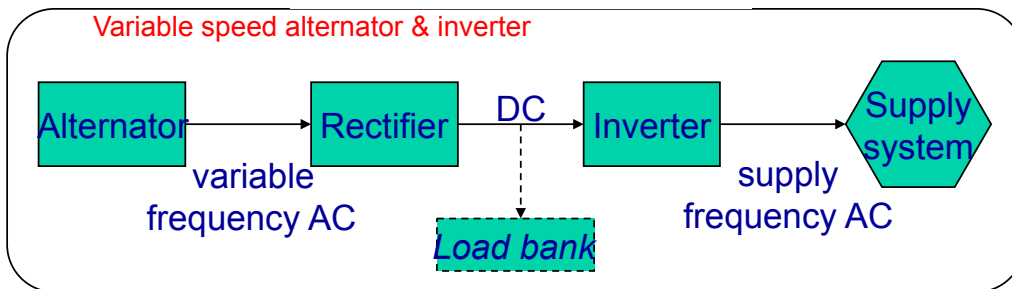 Variable speed alternator & inverter
Alternator
Rectifier
DC
Inverter
Supply
system
variable
frequency AC
supply
frequency AC
Load bank